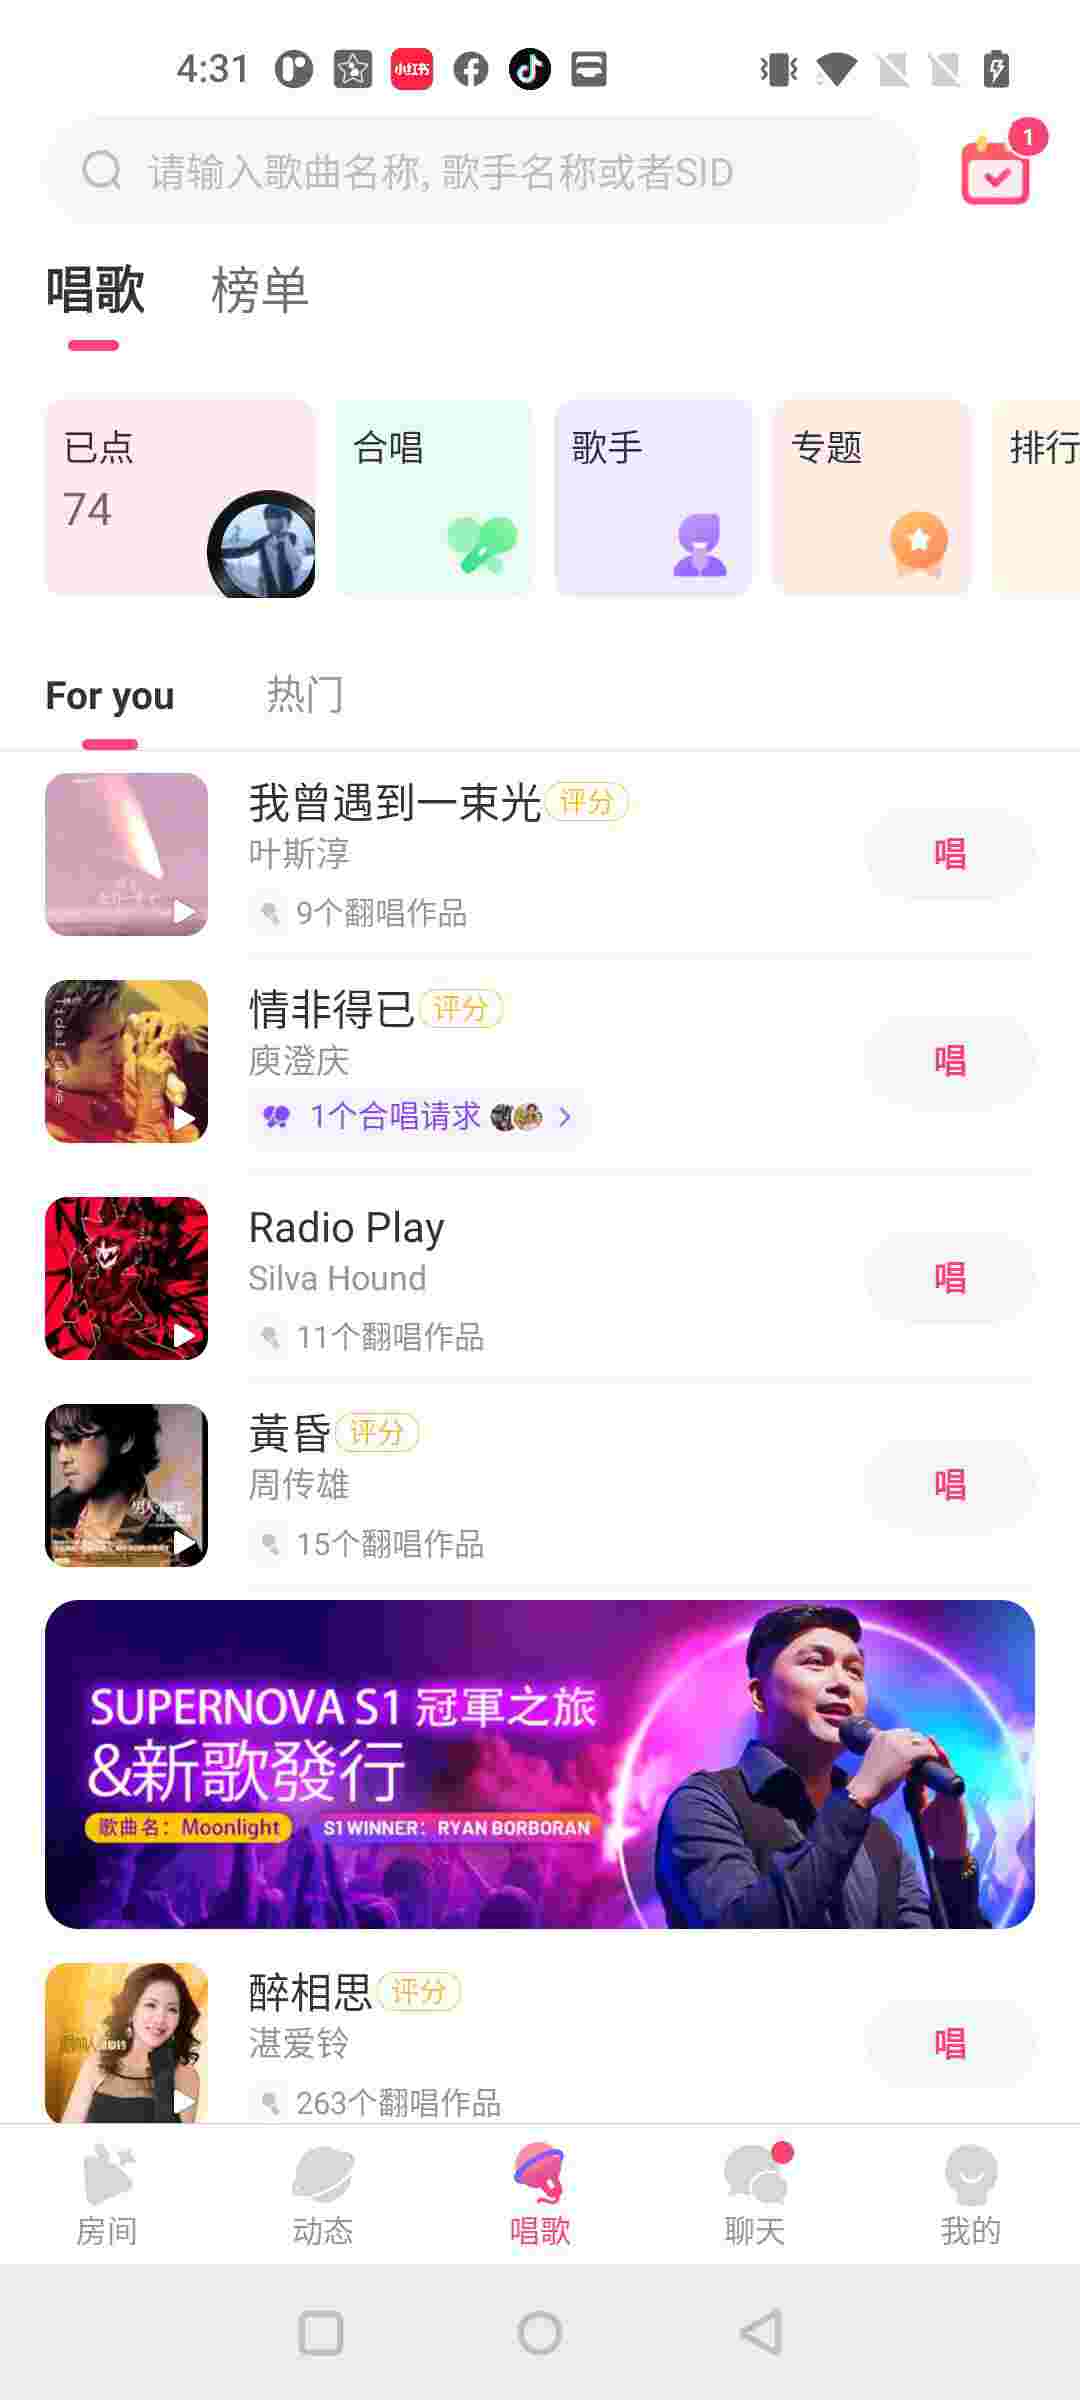 4:31
小红书
请输入歌曲名称, 歌手名称或者SID
1
唱歌 榜单
已点 合唱 歌手 专题 排行
74
For you 热门
我曾遇到一束光 评分
叶斯淳
唱
9个翻唱作品
情非得已 评分
Tidal Wave
庾澄庆
唱
1个合唱请求
Radio Play
Silva Hound
唱
11个翻唱作品
黃昏 评分
周传雄
唱
15个翻唱作品
SUPERNOVA S1 冠軍之旅
&新歌發行
歌曲名：Moonlight S1 WINNER：RYAN BORBORAN
醉相思 评分
湛爱铃
唱
263个翻唱作品
房间 动态 唱歌 聊天 我的